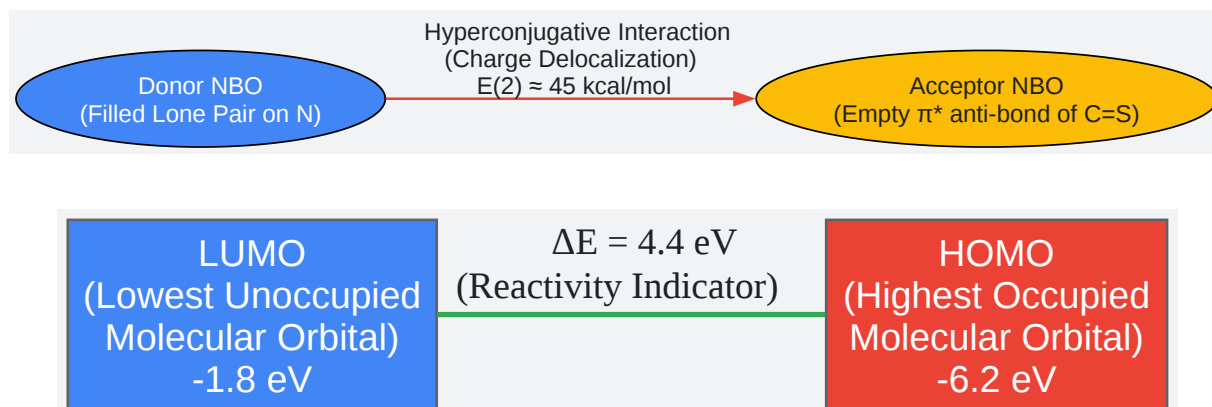 Hyperconjugative Interaction
(Charge Delocalization)
E(2) ≈ 45 kcal/mol
Donor NBO
(Filled Lone Pair on N)
Acceptor NBO
(Empty π* anti-bond of C=S)
LUMO
(Lowest Unoccupied
Molecular Orbital)
-1.8 eV
ΔE = 4.4 eV
(Reactivity Indicator)
HOMO
(Highest Occupied
Molecular Orbital)
-6.2 eV